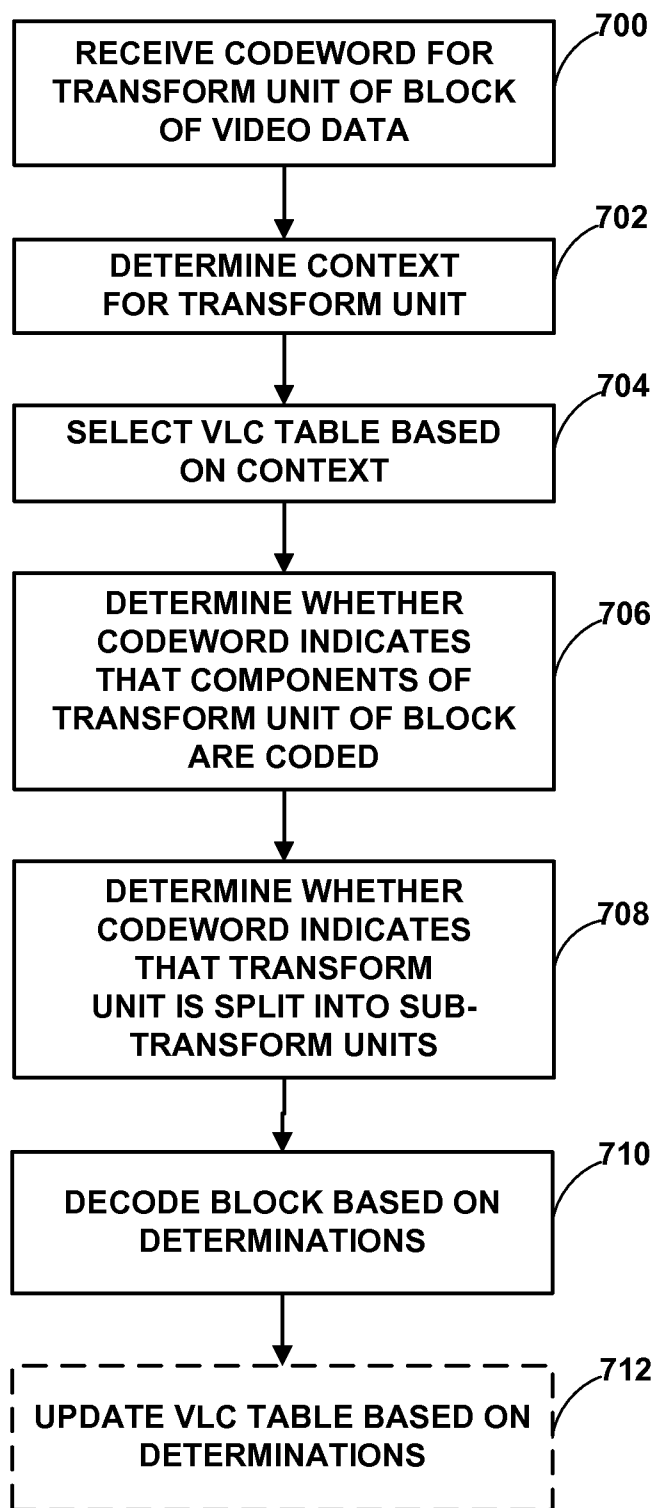 700
RECEIVE CODEWORD FOR
TRANSFORM UNIT OF BLOCK
OF VIDEO DATA
702
DETERMINE CONTEXT
FOR TRANSFORM UNIT
704
SELECT VLC TABLE BASED
ON CONTEXT
706
DETERMINE WHETHER
CODEWORD INDICATES
THAT COMPONENTS OF
TRANSFORM UNIT OF BLOCK
ARE CODED
708
DETERMINE WHETHER
CODEWORD INDICATES
THAT TRANSFORM
UNIT IS SPLIT INTO SUB-
TRANSFORM UNITS
710
DECODE BLOCK BASED ON
DETERMINATIONS
712
UPDATE VLC TABLE BASED ON
DETERMINATIONS